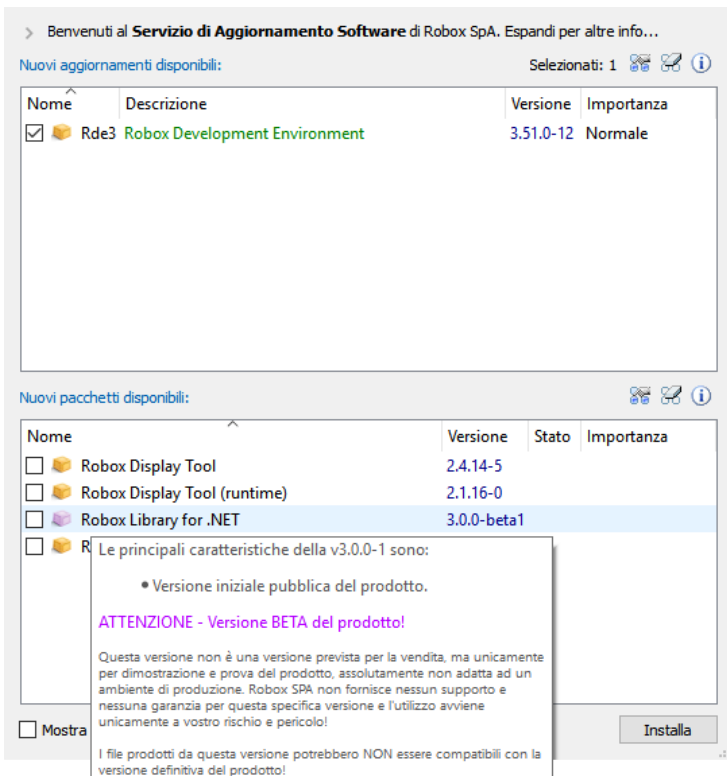 Benvenuti al Servizio di Aggiornamento Software di Robox SpA. Espandi per altre info...
Nuovi aggiornamenti disponibili:
Selezionati: 1
Nome Descrizione Versione Importanza
Rde3 Robox Development Environment 3.51.0-12 Normale
Nuovi pacchetti disponibili:
Nome Versione Stato Importanza
Robox Display Tool 2.4.14-5
Robox Display Tool (runtime) 2.1.16-0
Robox Library for .NET 3.0.0-beta1
R
Le principali caratteristiche della v3.0.0-1 sono:
• Versione iniziale pubblica del prodotto.
ATTENZIONE - Versione BETA del prodotto!
Questa versione non è una versione prevista per la vendita, ma unicamente
per dimostrazione e prova del prodotto, assolutamente non adatta ad un
ambiente di produzione. Robox SPA non fornisce nessun supporto e
nessuna garanzia per questa specifica versione e l'utilizzo avviene
unicamente a vostro rischio e pericolo!
I file prodotti da questa versione potrebbero NON essere compatibili con la
versione definitiva del prodotto!
Mostra
Installa